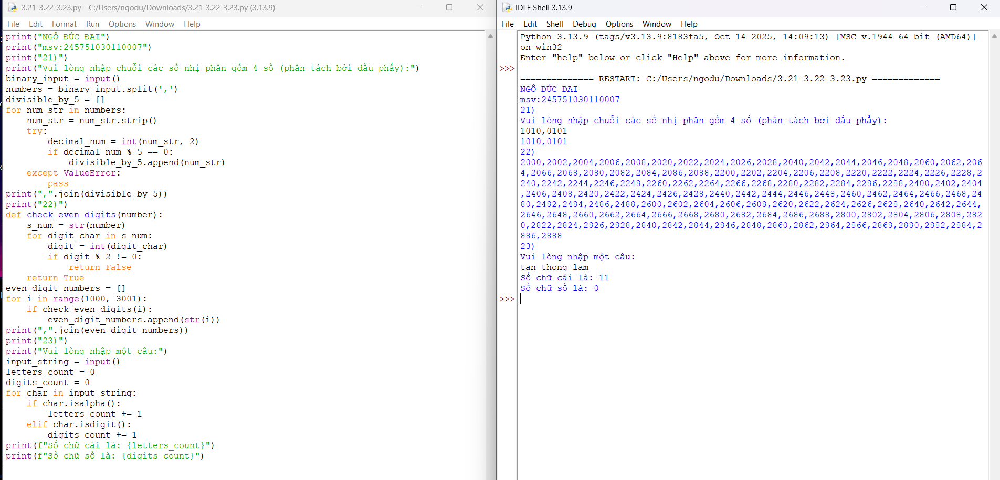 3.21-3.22-3.23.py - C:/Users/ngodu/Downloads/3.21-3.22-3.23.py (3.13.9)
File Edit Format Run Options Window Help
print("NGÔ ĐỨC ĐAI")
print("msv:245751030110007")
print("21)")
print("Vui lòng nhập chuỗi các số nhị phân gồm 4 số (phân tách bởi dấu phẩy):")
binary_input = input()
numbers = binary_input.split(',')
divisible_by_5 = []
for num_str in numbers:
    num_str = num_str.strip()
    try:
        decimal_num = int(num_str, 2)
        if decimal_num % 5 == 0:
            divisible_by_5.append(num_str)
    except ValueError:
        pass
print(",".join(divisible_by_5))
print("22)")
def check_even_digits(number):
    s_num = str(number)
    for digit_char in s_num:
        digit = int(digit_char)
        if digit % 2 != 0:
            return False
    return True
even_digit_numbers = []
for i in range(1000, 3001):
    if check_even_digits(i):
        even_digit_numbers.append(str(i))
print(",".join(even_digit_numbers))
print("23)")
print("Vui lòng nhập một câu:")
input_string = input()
letters_count = 0
digits_count = 0
for char in input_string:
    if char.isalpha():
        letters_count += 1
    elif char.isdigit():
        digits_count += 1
print(f"Số chữ cái là: {letters_count}")
print(f"Số chữ số là: {digits_count}")
IDLE Shell 3.13.9
File Edit Shell Debug Options Window Help
Python 3.13.9 (tags/v3.13.9:8183fa5, Oct 14 2025, 14:09:13) [MSC v.1944 64 bit (AMD64)]
on win32
Enter "help" below or click "Help" above for more information.
>>>
============== RESTART: C:/Users/ngodu/Downloads/3.21-3.22-3.23.py =============
NGÔ ĐỨC ĐAI
msv:245751030110007
21)
Vui lòng nhập chuỗi các số nhị phân gồm 4 số (phân tách bởi dấu phẩy):
1010,0101
1010,0101
22)
2000,2002,2004,2006,2008,2020,2022,2024,2026,2028,2040,2042,2044,2046,2048,2060,2062,206
4,2066,2068,2080,2082,2084,2086,2088,2200,2202,2204,2206,2208,2220,2222,2224,2226,2228,2
240,2242,2244,2246,2248,2260,2262,2264,2266,2268,2280,2282,2284,2286,2288,2400,2402,2404
,2406,2408,2420,2422,2424,2426,2428,2440,2442,2444,2446,2448,2460,2462,2464,2466,2468,24
80,2482,2484,2486,2488,2600,2602,2604,2606,2608,2620,2622,2624,2626,2628,2640,2642,2644,
2646,2648,2660,2662,2664,2666,2668,2680,2682,2684,2686,2688,2800,2802,2804,2806,2808,282
0,2822,2824,2826,2828,2840,2842,2844,2846,2848,2860,2862,2864,2866,2868,2880,2882,2884,2
886,2888
23)
Vui lòng nhập một câu:
tan thong lam
Số chữ cái là: 11
Số chữ số là: 0
>>>